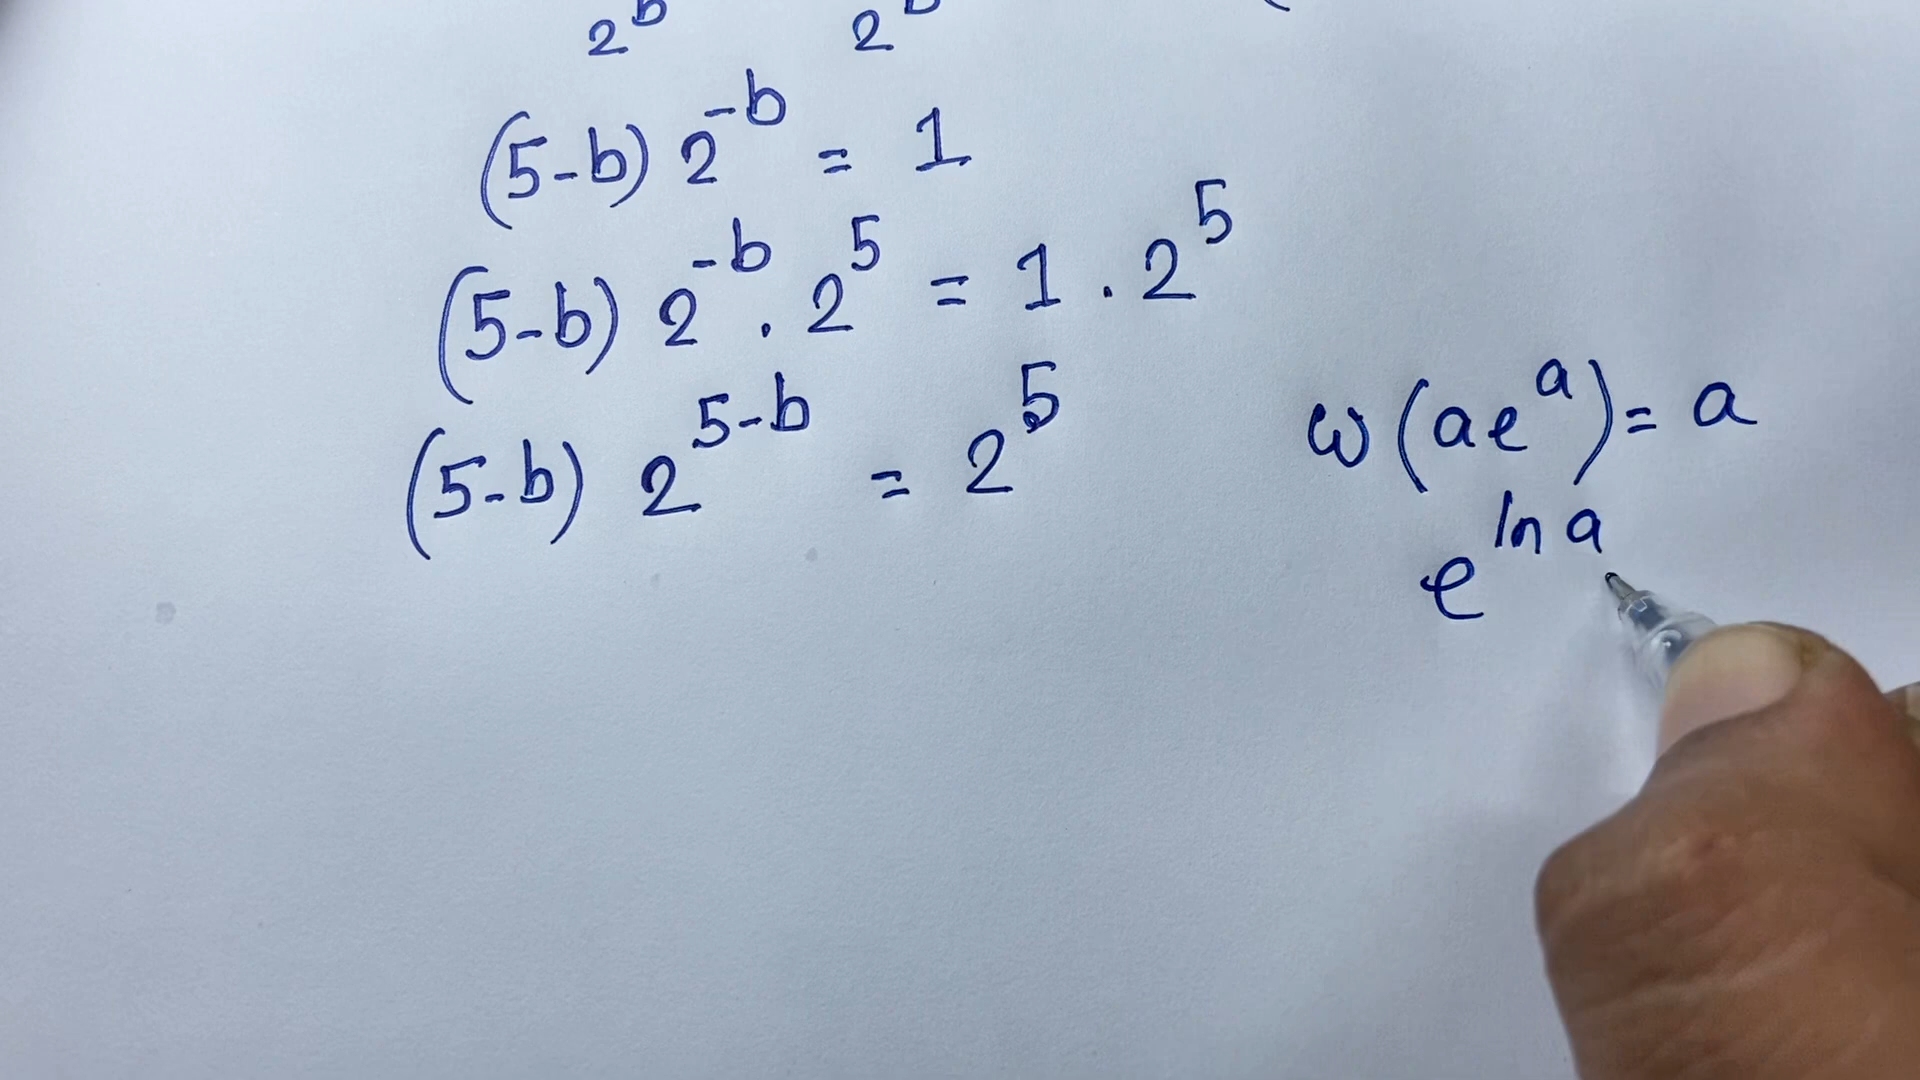 2^b 2^b
(5-b) 2^-b = 1
(5-b) 2^-b . 2^5 = 1 . 2^5
(5-b) 2^5-b = 2^5
w(ae^a) = a
e^ln a